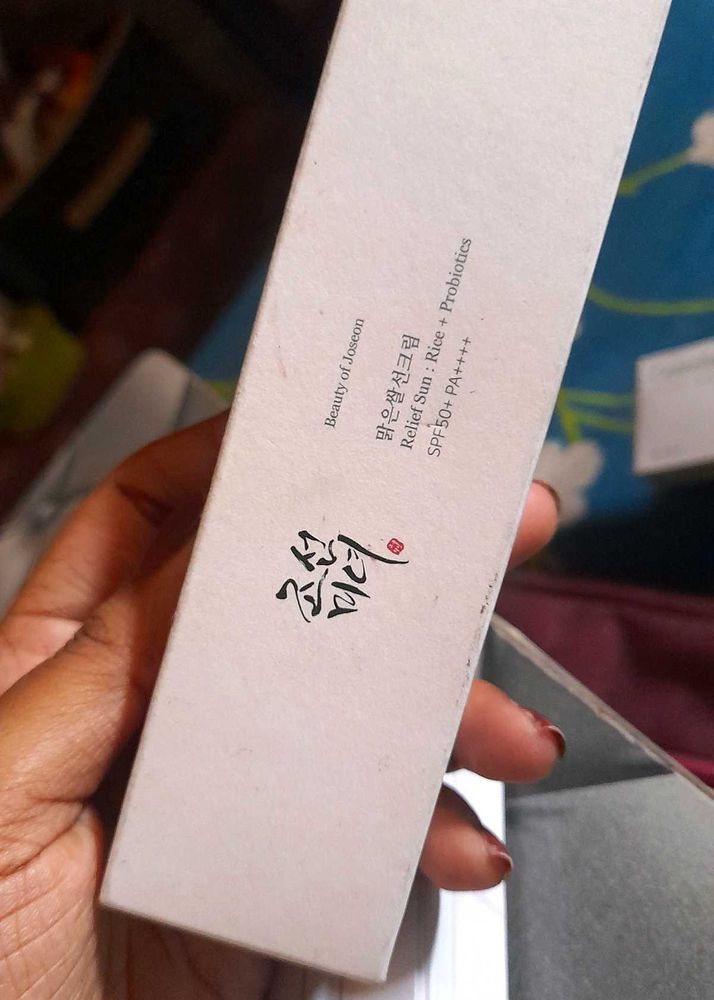 Beauty of Joseon
맑은쌀선크림
Relief Sun : Rice + Probiotics
SPF50+ PA++++
조선
미녀